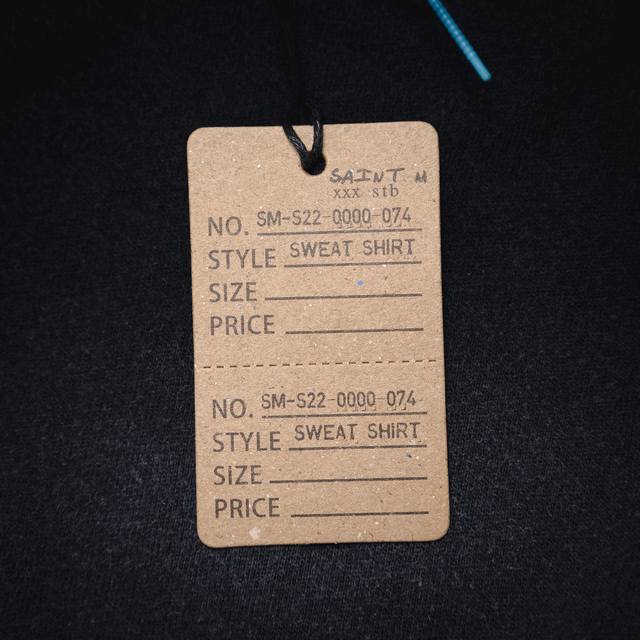 SAINT M
xxx stb
NO. SM-S22-0000-074
STYLE SWEAT SHIRT
SIZE
PRICE
NO. SM-S22-0000-074
STYLE SWEAT SHIRT
SIZE
PRICE